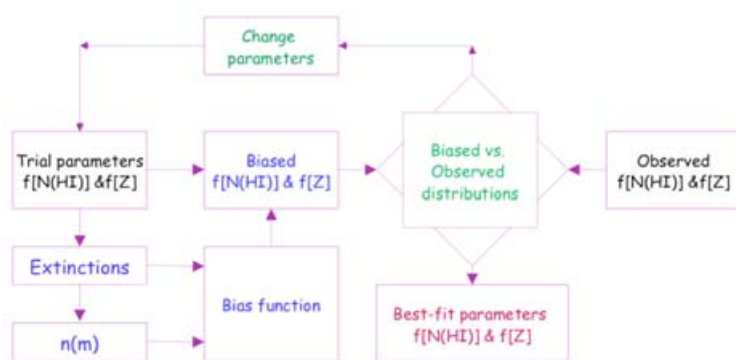 Change
parameters
Trial parameters
f[N(HI)] &f[Z]
Biased
f[N(HI)] & f[Z]
Biased vs.
Observed
distributions
Observed
f[N(HI)] &f[Z]
Extinctions
Bias function
n(m)
Best-fit parameters
f[N(HI)] & f[Z]